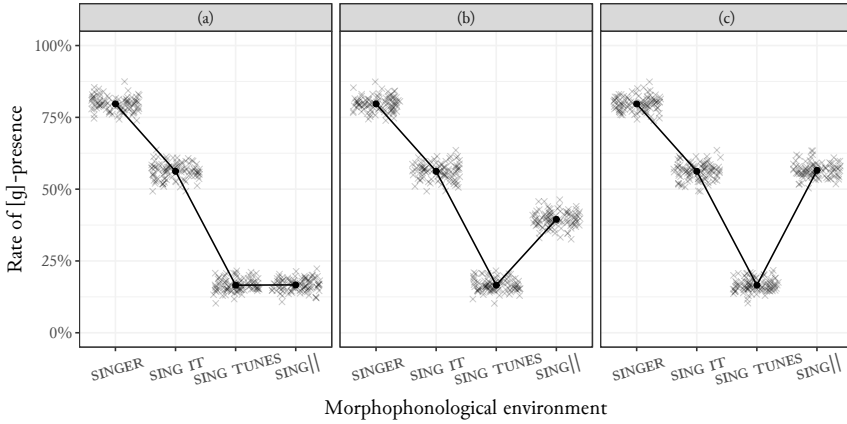 (a) (b) (c)
100%
75%
50%
25%
0%
Rate of [g]-presence
SINGER SING IT SING TUNES SING|| SINGER SING IT SING TUNES SING|| SINGER SING IT SING TUNES SING||
Morphophonological environment